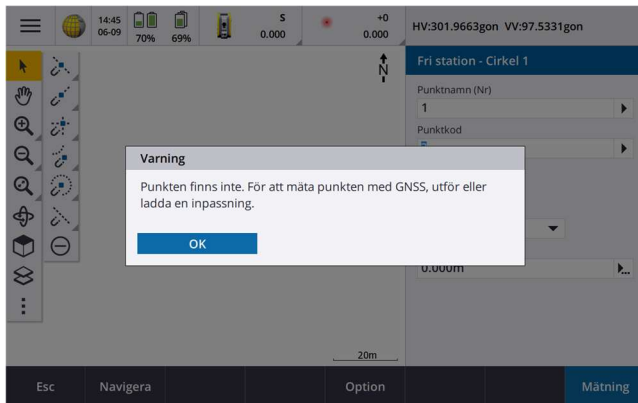 14:45
06-09
70%
69%
S
0.000
+0
0.000
HV:301.9663gon VV:97.5331gon
Fri station - Cirkel 1
N
Punktnamn (Nr)
1
Punktkod
Varning
Punkten finns inte. För att mäta punkten med GNSS, utför eller
ladda en inpassning.
OK
0.000m
20m
Esc
Navigera
Option
Mätning